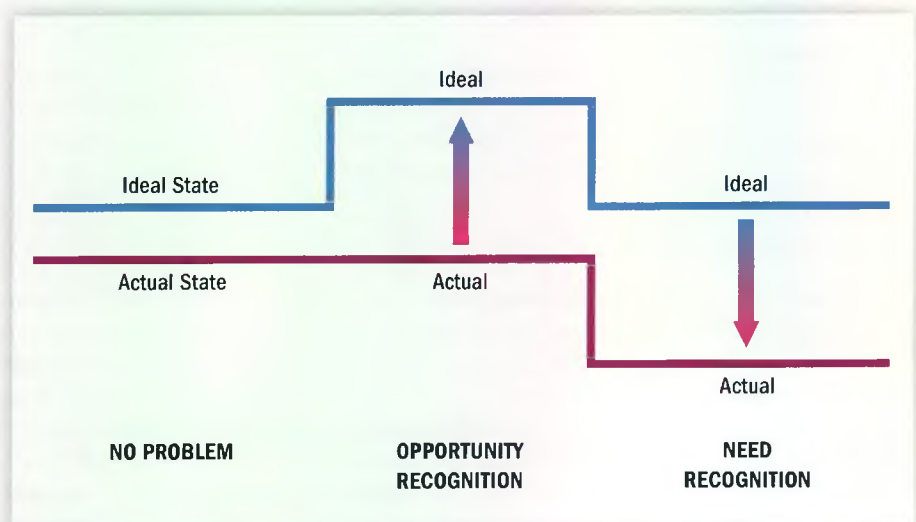 Ideal
Ideal State
Ideal
Actual State
Actual
Actual
NO PROBLEM
OPPORTUNITY
RECOGNITION
NEED
RECOGNITION